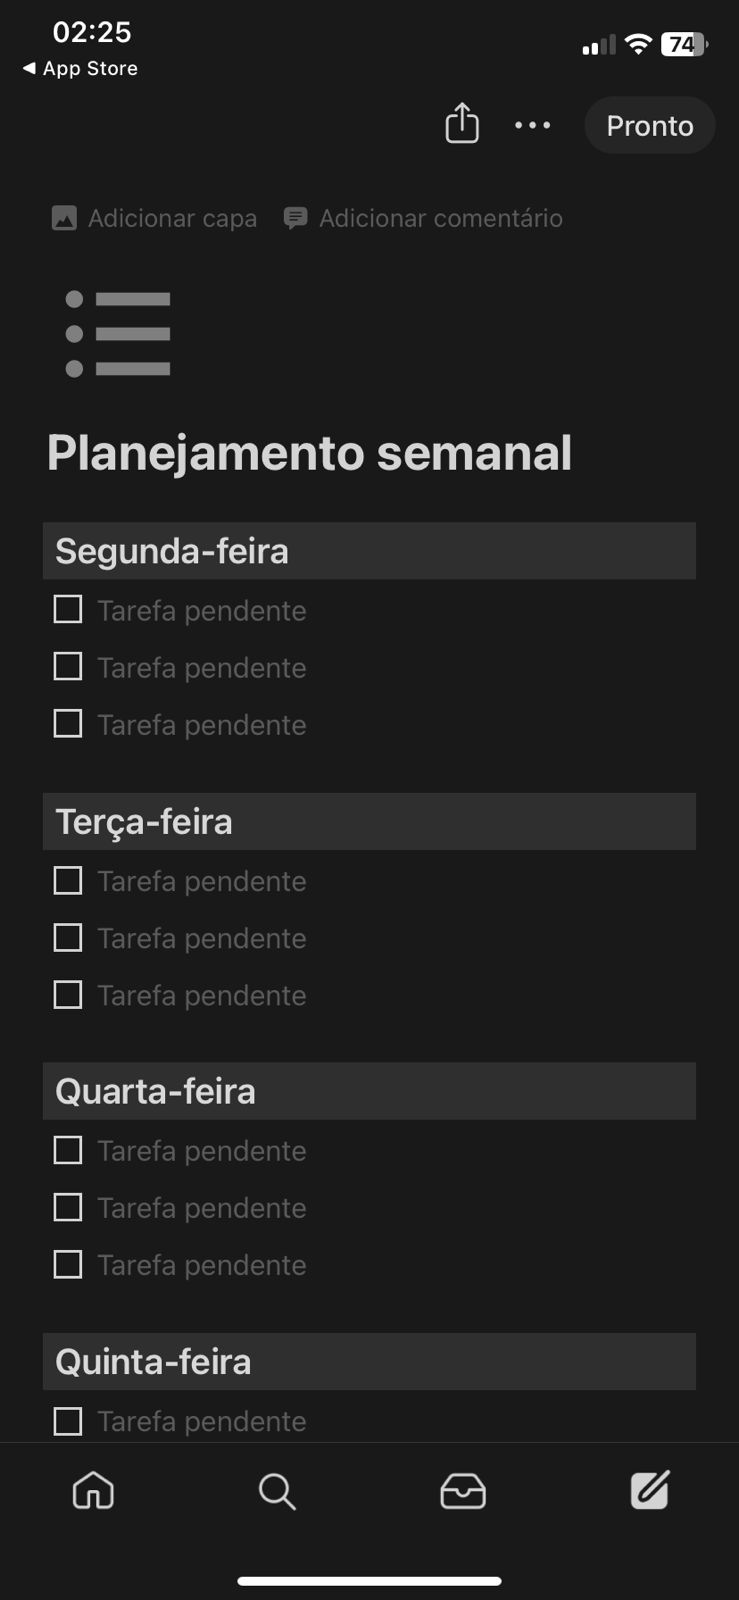 02:25
74
◀ App Store
Pronto
Adicionar capa Adicionar comentário
Planejamento semanal
Segunda-feira
Tarefa pendente
Tarefa pendente
Tarefa pendente
Terça-feira
Tarefa pendente
Tarefa pendente
Tarefa pendente
Quarta-feira
Tarefa pendente
Tarefa pendente
Tarefa pendente
Quinta-feira
Tarefa pendente